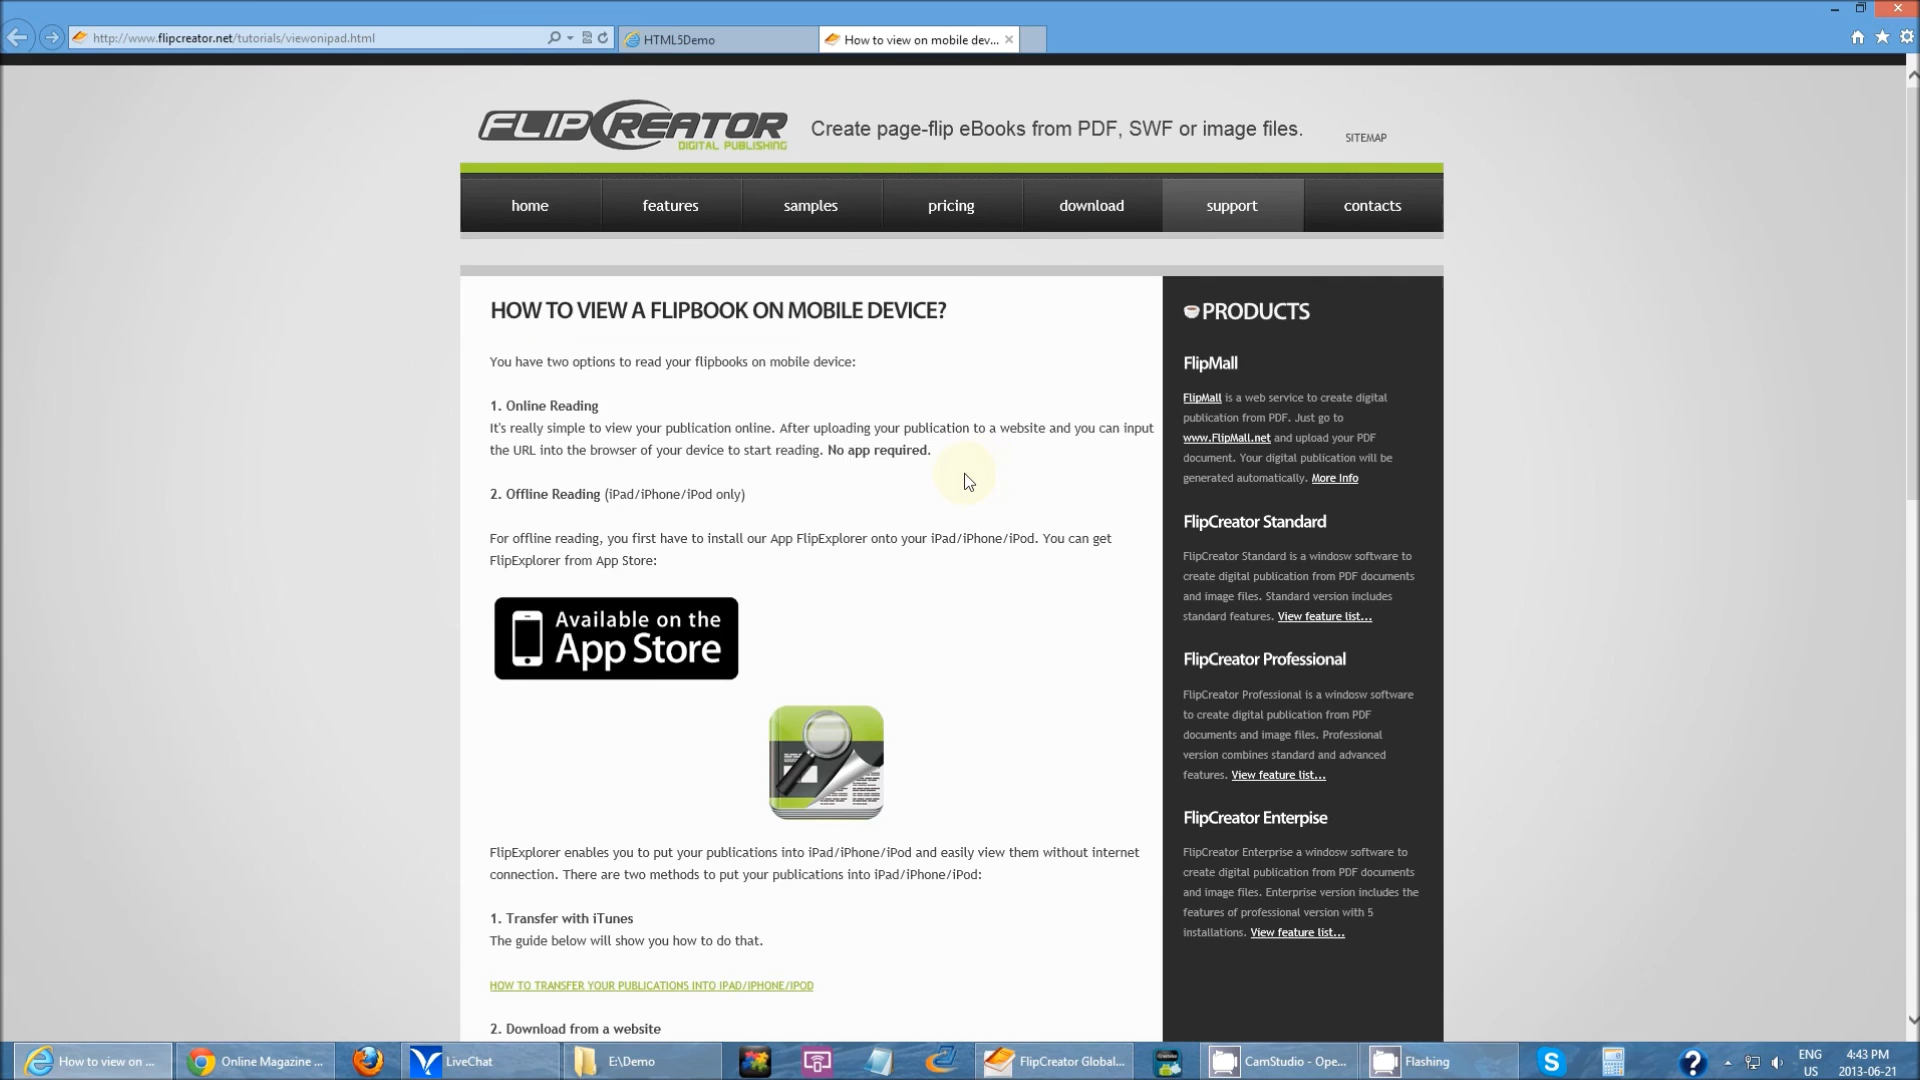 http://www.flipcreator.net/tutorials/viewonipad.html
HTML5Demo
How to view on mobile dev...
FLIPCREATOR
DIGITAL PUBLISHING
Create page-flip eBooks from PDF, SWF or image files.
SITEMAP
home
features
samples
pricing
download
support
contacts
HOW TO VIEW A FLIPBOOK ON MOBILE DEVICE?
You have two options to read your flipbooks on mobile device:
1. Online Reading
It's really simple to view your publication online. After uploading your publication to a website and you can input
the URL into the browser of your device to start reading. No app required.
2. Offline Reading (iPad/iPhone/iPod only)
For offline reading, you first have to install our App FlipExplorer onto your iPad/iPhone/iPod. You can get
FlipExplorer from App Store:
Available on the
App Store
FlipExplorer enables you to put your publications into iPad/iPhone/iPod and easily view them without internet
connection. There are two methods to put your publications into iPad/iPhone/iPod:
1. Transfer with iTunes
The guide below will show you how to do that.
HOW TO TRANSFER YOUR PUBLICATIONS INTO IPAD/IPHONE/IPOD
2. Download from a website
PRODUCTS
FlipMall
FlipMall is a web service to create digital
publication from PDF. Just go to
www.FlipMall.net and upload your PDF
document. Your digital publication will be
generated automatically. More Info
FlipCreator Standard
FlipCreator Standard is a windosw software to
create digital publication from PDF documents
and image files. Standard version includes
standard features. View feature list...
FlipCreator Professional
FlipCreator Professional is a windosw software
to create digital publication from PDF
documents and image files. Professional
version combines standard and advanced
features. View feature list...
FlipCreator Enterpise
FlipCreator Enterprise a windosw software to
create digital publication from PDF documents
and image files. Enterprise version includes the
features of professional version with 5
installations. View feature list...
How to view on ...
Online Magazine ...
LiveChat
E:\Demo
FlipCreator Global...
CamStudio - Ope...
Flashing
ENG
US
4:43 PM
2013-06-21